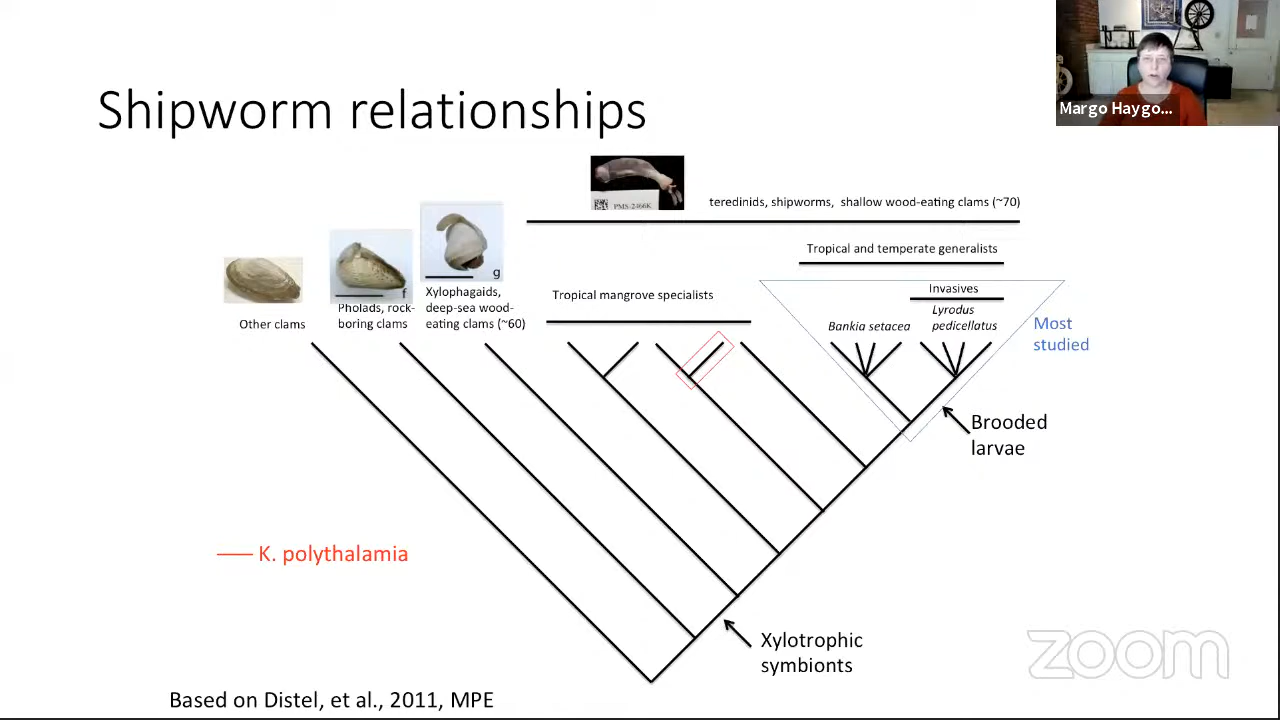 Margo Haygo...
Shipworm relationships
PMS-2466K
teredinids, shipworms, shallow wood-eating clams (~70)
Tropical and temperate generalists
g
f
Invasives
Xylophagaids,
deep-sea wood-
eating clams (~60)
Tropical mangrove specialists
Pholads, rock-
boring clams
Other clams
Bankia setacea
Lyrodus
pedicellatus
Most
studied
Brooded
larvae
K. polythalamia
Xylotrophic
symbionts
zoom
Based on Distel, et al., 2011, MPE